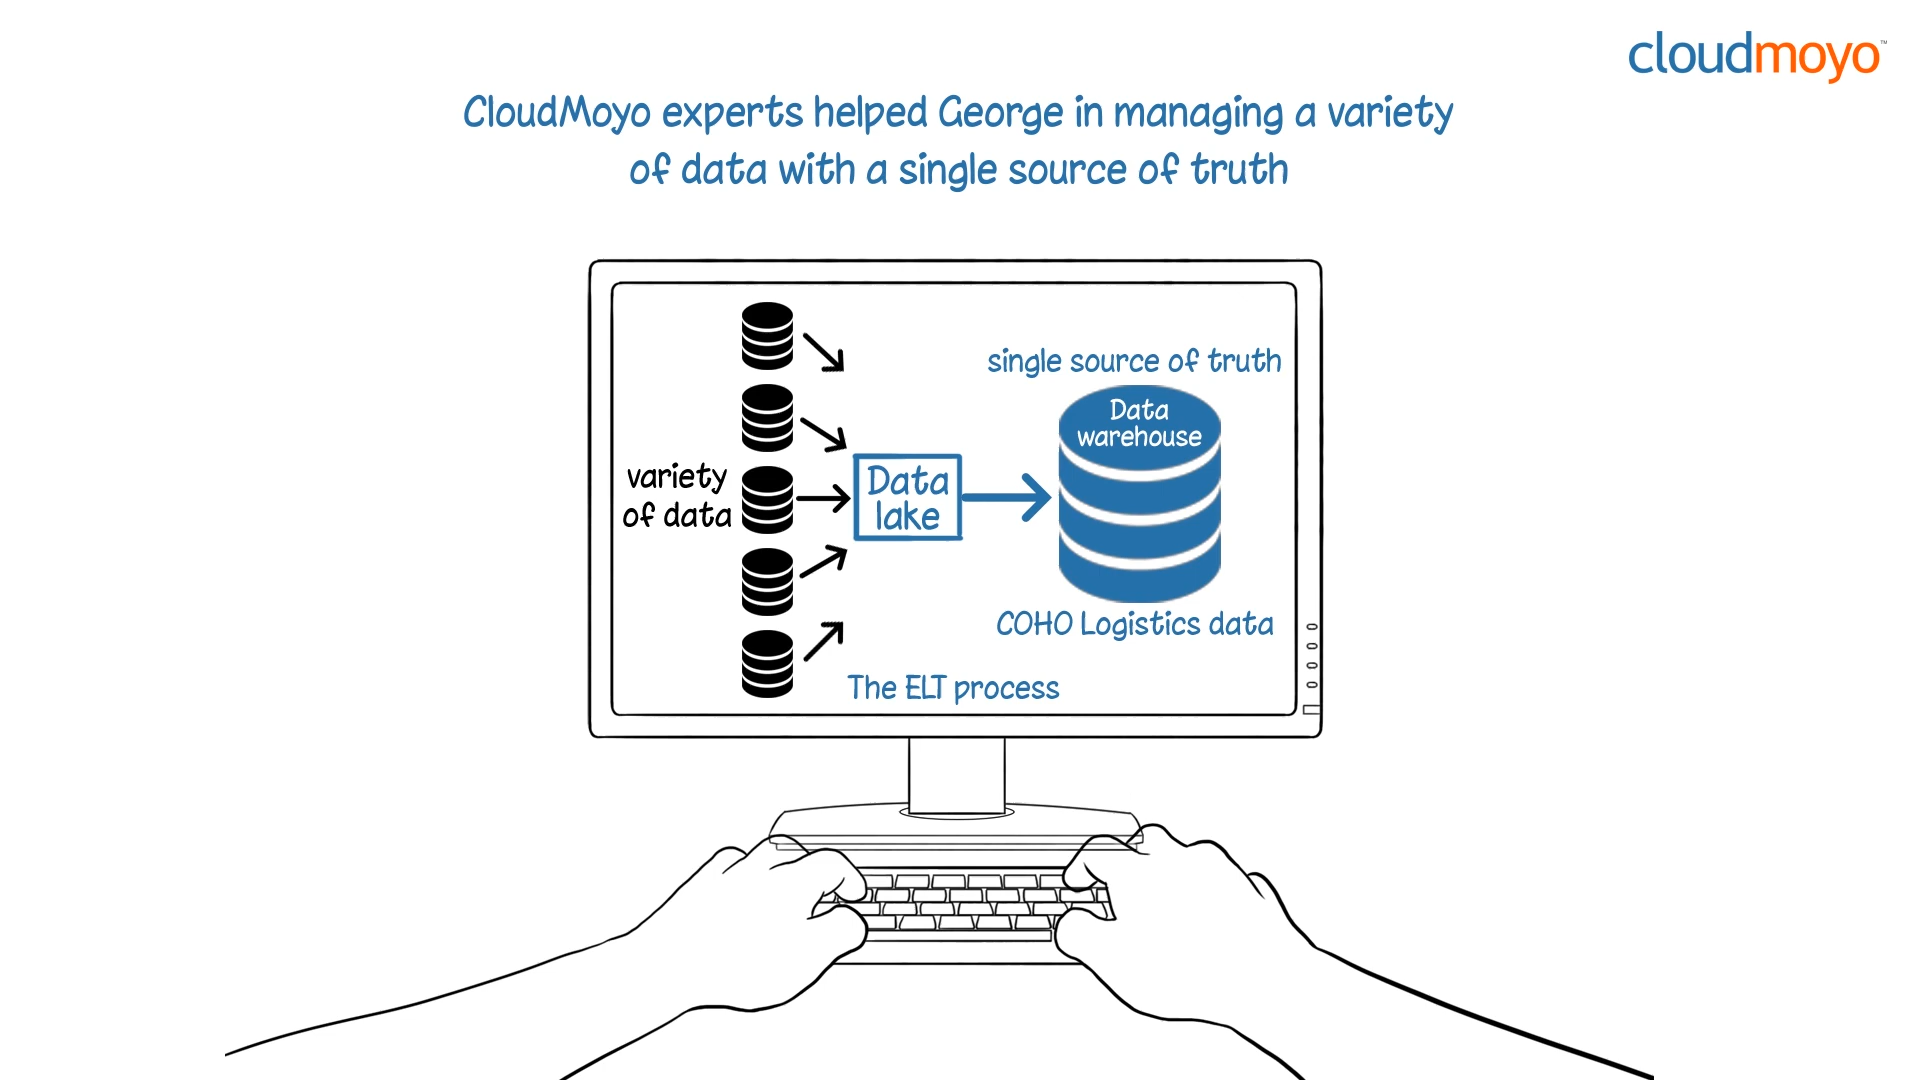 cloudmoyo™
CloudMoyo experts helped George in managing a variety
of data with a single source of truth
single source of truth
Data
warehouse
variety
of data
Data
lake
COHO Logistics data
The ELT process